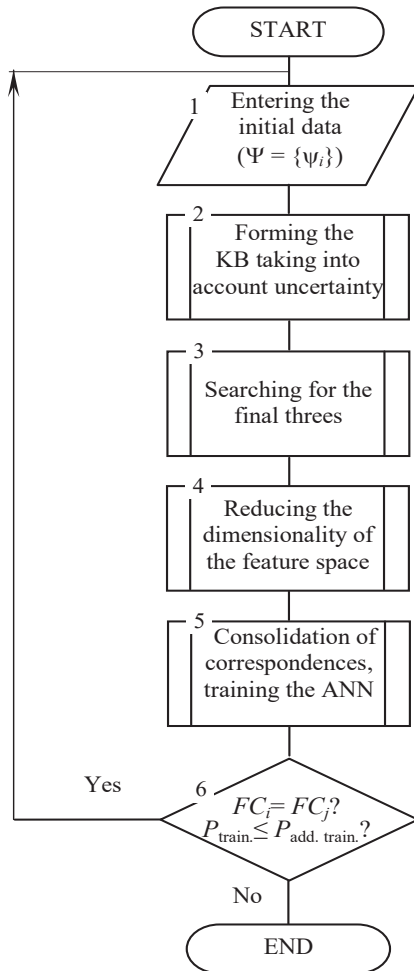 START
1
Entering the
initial data
(Ψ = {ψi})
2
Forming the
KB taking into
account uncertainty
3
Searching for the
final threes
4
Reducing the
dimensionality of
the feature space
5
Consolidation of
correspondences,
training the ANN
6
Yes
FCi= FCj?
Ptrain.≤ Padd. train.?
No
END